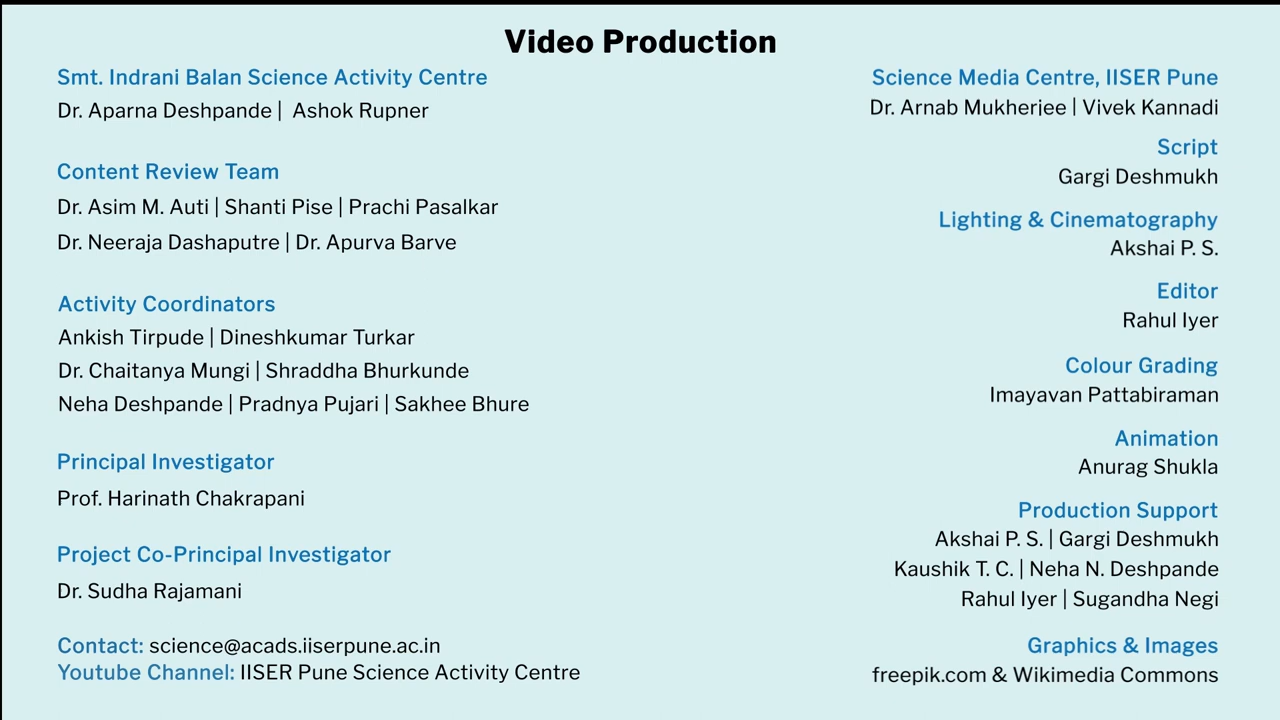 Video Production
Smt. Indrani Balan Science Activity Centre
Dr. Aparna Deshpande | Ashok Rupner
Content Review Team
Dr. Asim M. Auti | Shanti Pise | Prachi Pasalkar
Dr. Neeraja Dashaputre | Dr. Apurva Barve
Activity Coordinators
Ankish Tirpude | Dineshkumar Turkar
Dr. Chaitanya Mungi | Shraddha Bhurkunde
Neha Deshpande | Pradnya Pujari | Sakhee Bhure
Principal Investigator
Prof. Harinath Chakrapani
Project Co-Principal Investigator
Dr. Sudha Rajamani
Contact: science@acads.iiserpune.ac.in
Youtube Channel: IISER Pune Science Activity Centre
Science Media Centre, IISER Pune
Dr. Arnab Mukherjee | Vivek Kannadi
Script
Gargi Deshmukh
Lighting & Cinematography
Akshai P. S.
Editor
Rahul Iyer
Colour Grading
Imayavan Pattabiraman
Animation
Anurag Shukla
Production Support
Akshai P. S. | Gargi Deshmukh
Kaushik T. C. | Neha N. Deshpande
Rahul Iyer | Sugandha Negi
Graphics & Images
freepik.com & Wikimedia Commons